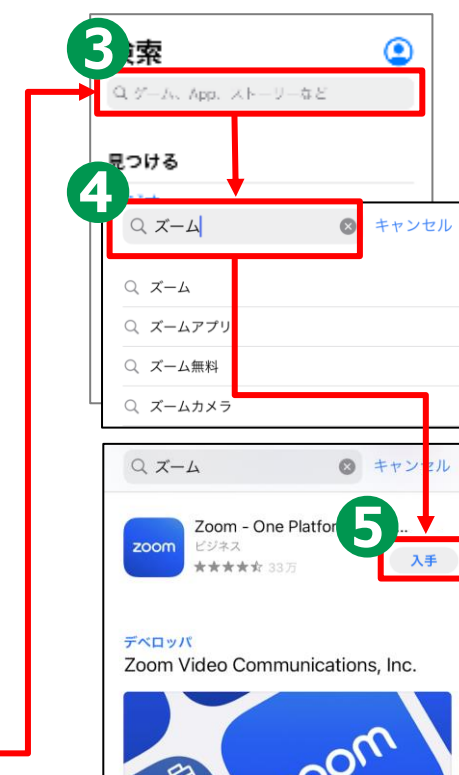 3
検索
ゲーム、App、ストーリーなど
見つける
4
ズーム
キャンセル
ズーム
ズームアプリ
ズーム無料
ズームカメラ
ズーム
キャンセル
Zoom - One Platfor
...
5
zoom
ビジネス
入手
33万
デベロッパ
Zoom Video Communications, Inc.
oom